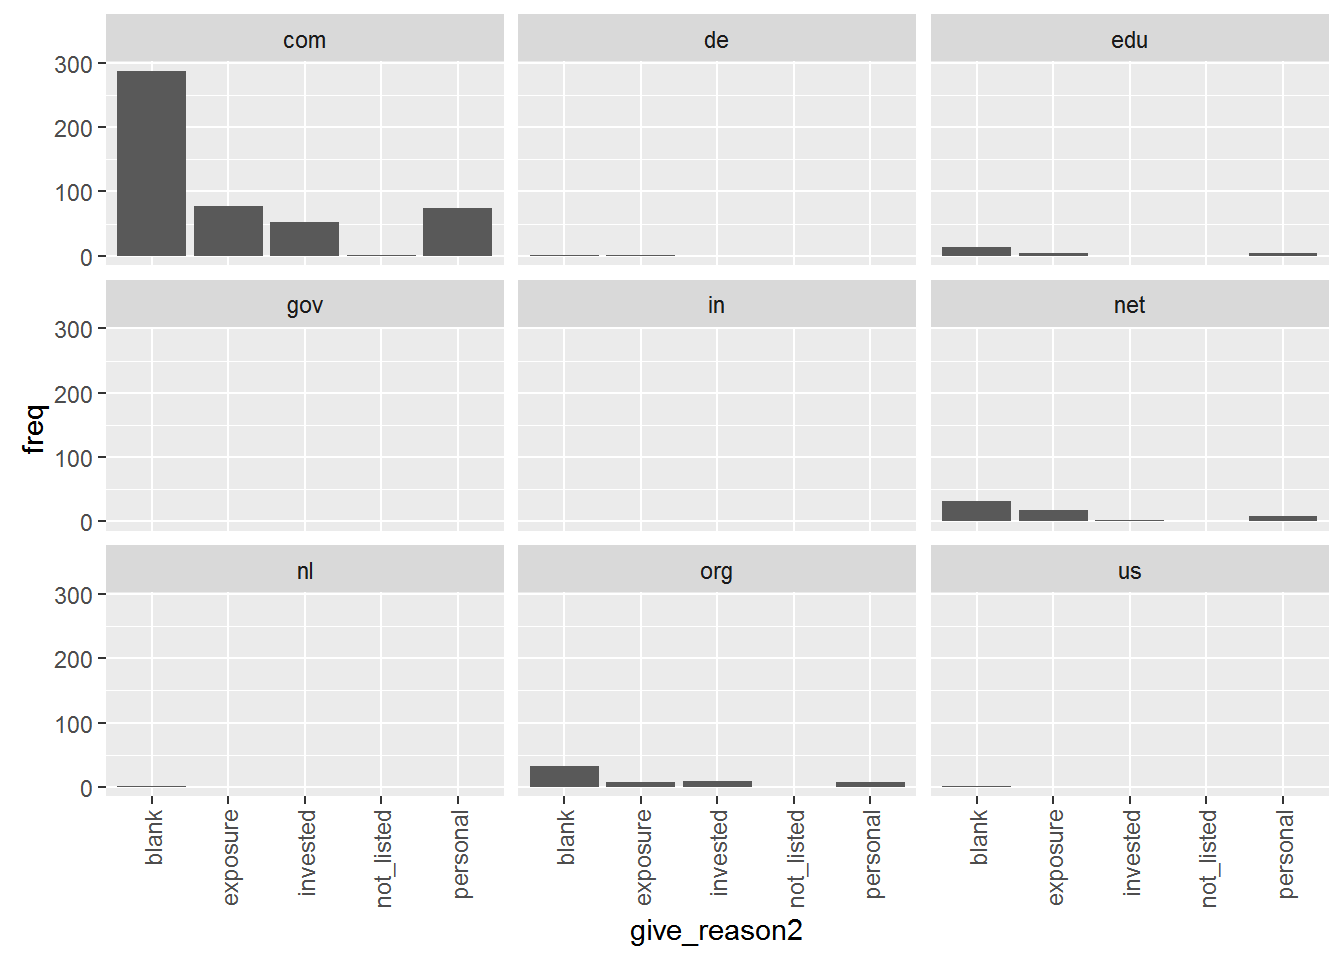 com de edu
300
200
100
0
gov in net
300
200
100
0
freq
nl org us
300
200
100
0
blank exposure invested not_listed personal blank exposure invested not_listed personal blank exposure invested not_listed personal
give_reason2